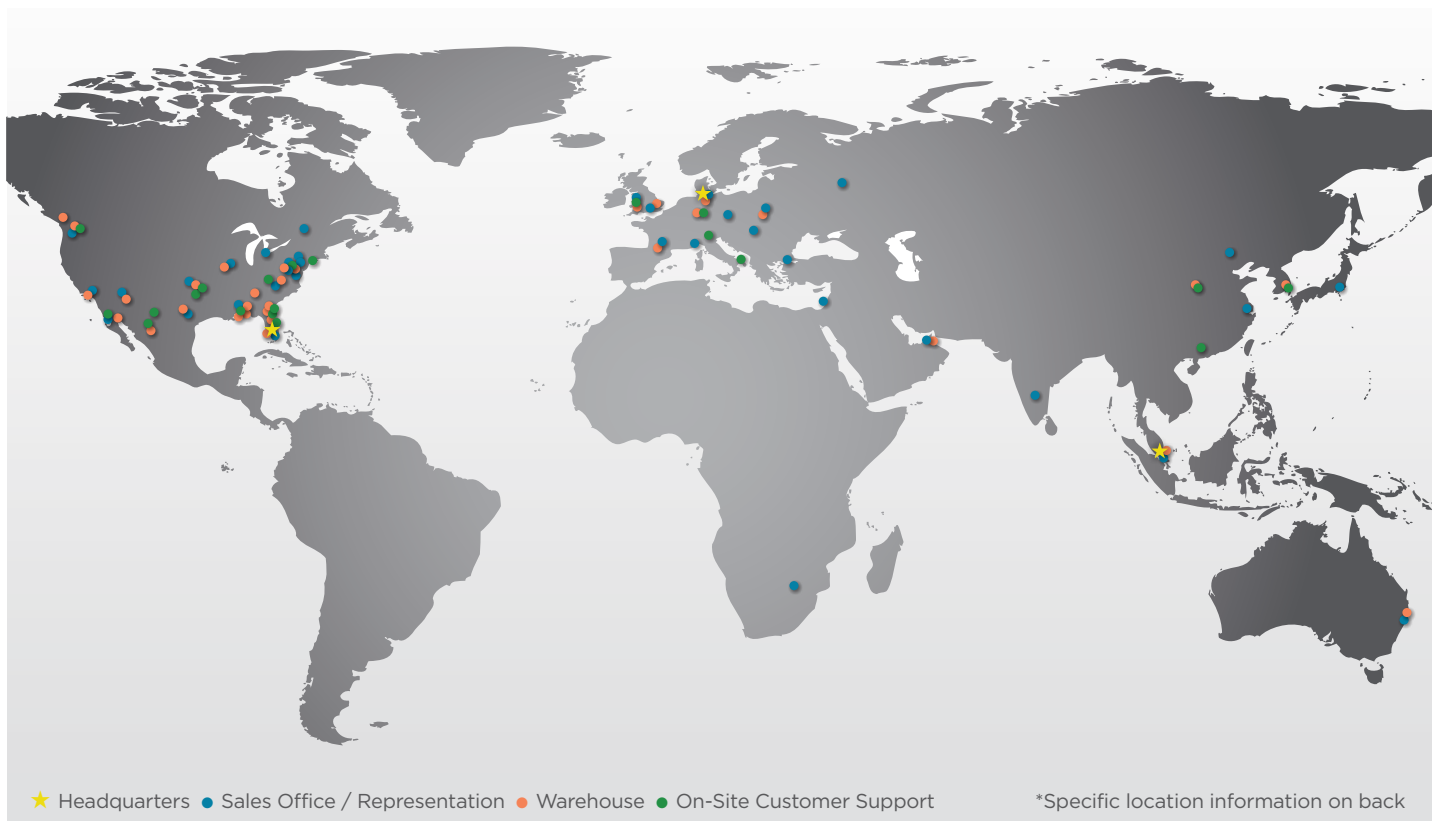 Headquarters Sales Office / Representation Warehouse On-Site Customer Support *Specific location information on back